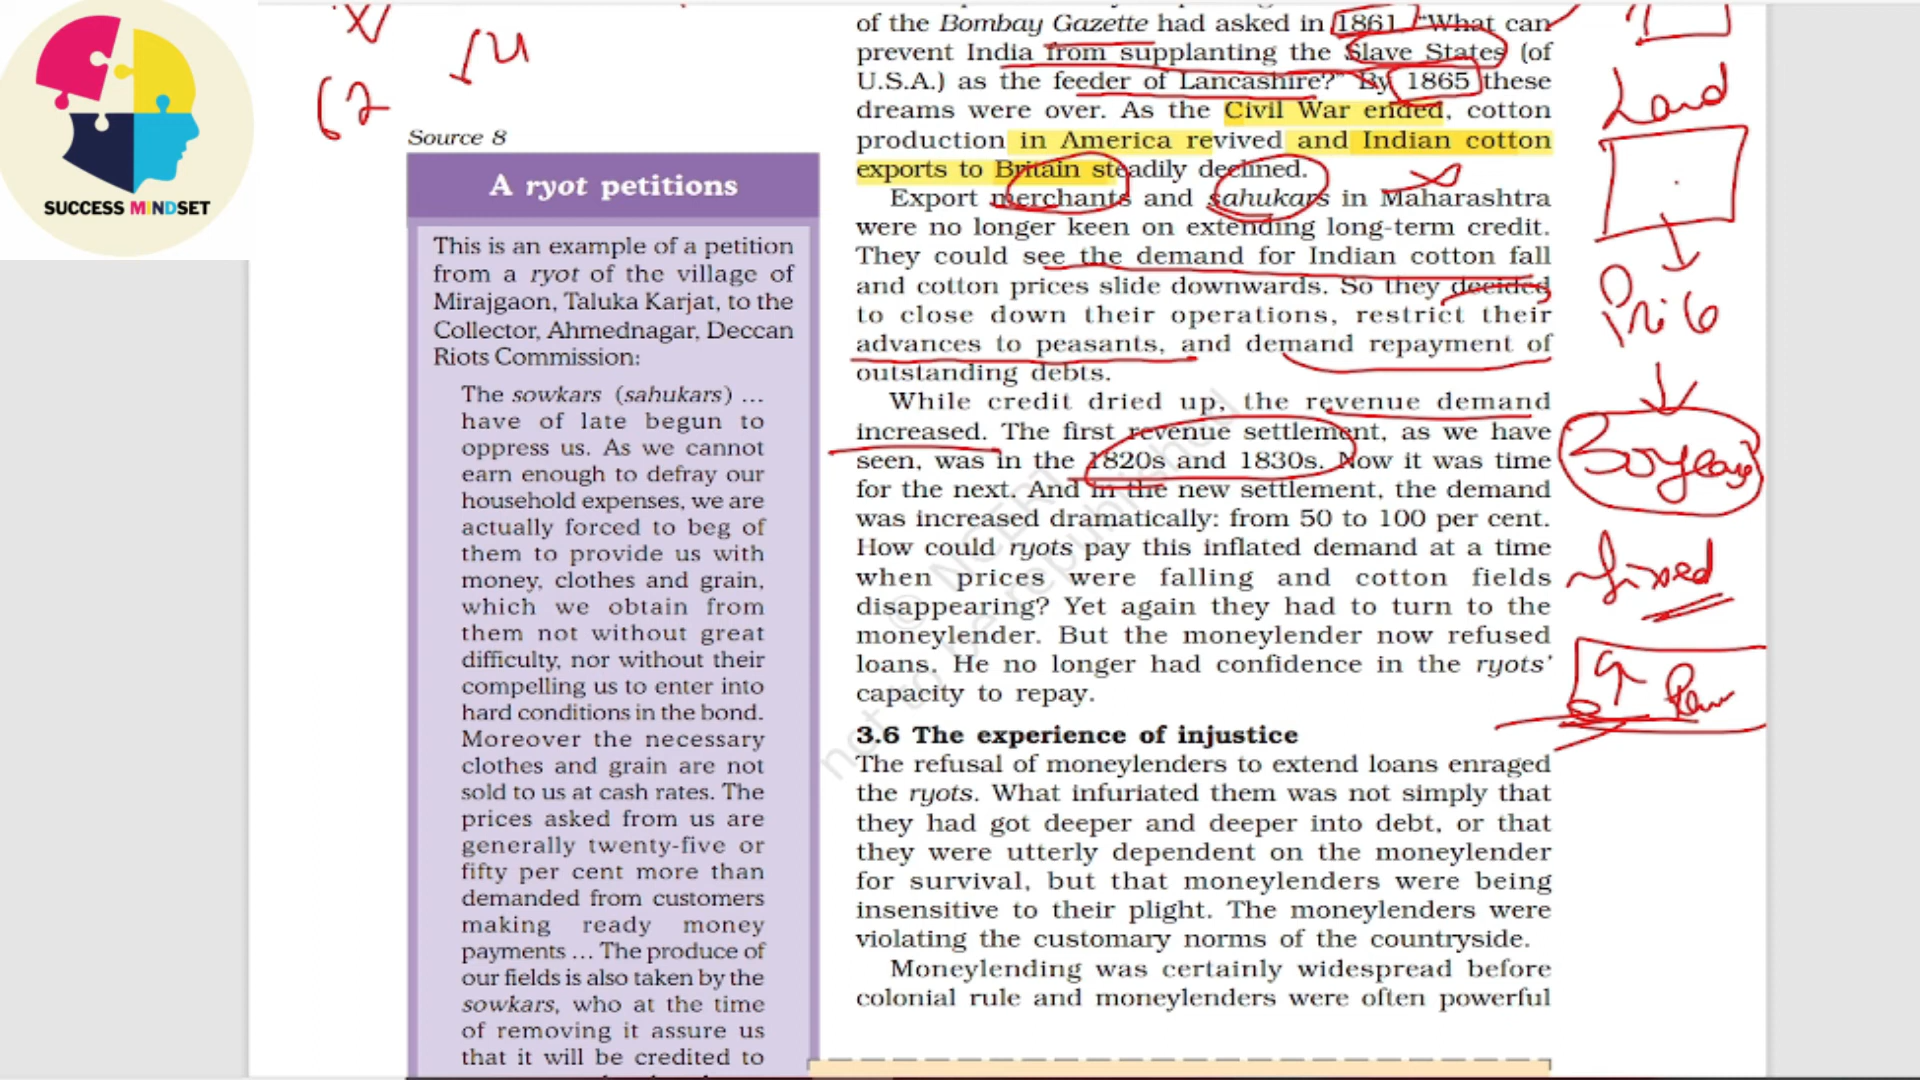 SUCCESS MINDSET
62
Source 8
A ryot petitions
This is an example of a petition
from a ryot of the village of
Mirajgaon, Taluka Karjat, to the
Collector, Ahmednagar, Deccan
Riots Commission:
The sowkars (sahukars) ...
have of late begun to
oppress us. As we cannot
earn enough to defray our
household expenses, we are
actually forced to beg of
them to provide us with
money, clothes and grain,
which we obtain from
them not without great
difficulty, nor without their
compelling us to enter into
hard conditions in the bond.
Moreover the necessary
clothes and grain are not
sold to us at cash rates. The
prices asked from us are
generally twenty-five or
fifty per cent more than
demanded from customers
making ready money
payments ... The produce of
our fields is also taken by the
sowkars, who at the time
of removing it assure us
that it will be credited to
of the Bombay Gazette had asked in 1861, "What can
prevent India from supplanting the Slave States (of
U.S.A.) as the feeder of Lancashire?" By 1865 these
dreams were over. As the Civil War ended, cotton
production in America revived and Indian cotton
exports to Britain steadily declined.
Export merchants and sahukars in Maharashtra
were no longer keen on extending long-term credit.
They could see the demand for Indian cotton fall
and cotton prices slide downwards. So they decided
to close down their operations, restrict their
advances to peasants, and demand repayment of
outstanding debts.
While credit dried up, the revenue demand
increased. The first revenue settlement, as we have
seen, was in the 1820s and 1830s. Now it was time
for the next. And in the new settlement, the demand
was increased dramatically: from 50 to 100 per cent.
How could ryots pay this inflated demand at a time
when prices were falling and cotton fields
disappearing? Yet again they had to turn to the
moneylender. But the moneylender now refused
loans. He no longer had confidence in the ryots'
capacity to repay.
3.6 The experience of injustice
The refusal of moneylenders to extend loans enraged
the ryots. What infuriated them was not simply that
they had got deeper and deeper into debt, or that
they were utterly dependent on the moneylender
for survival, but that moneylenders were being
insensitive to their plight. The moneylenders were
violating the customary norms of the countryside.
Moneylending was certainly widespread before
colonial rule and moneylenders were often powerful
© NCERT
not to be republished
Land
30 years
fixed